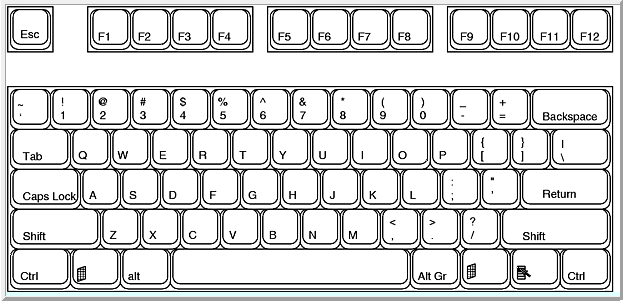 Esc F1 F2 F3 F4 F5 F6 F7 F8 F9 F10 F11 F12
~ ! @ # $ % ^ & * ( ) _ +
` 1 2 3 4 5 6 7 8 9 0 - = Backspace
Tab Q W E R T Y U I O P { [ } ] | \
Caps Lock A S D F G H J K L : ; " ' Return
Shift Z X C V B N M < , > . ? / Shift
Ctrl alt Alt Gr Ctrl